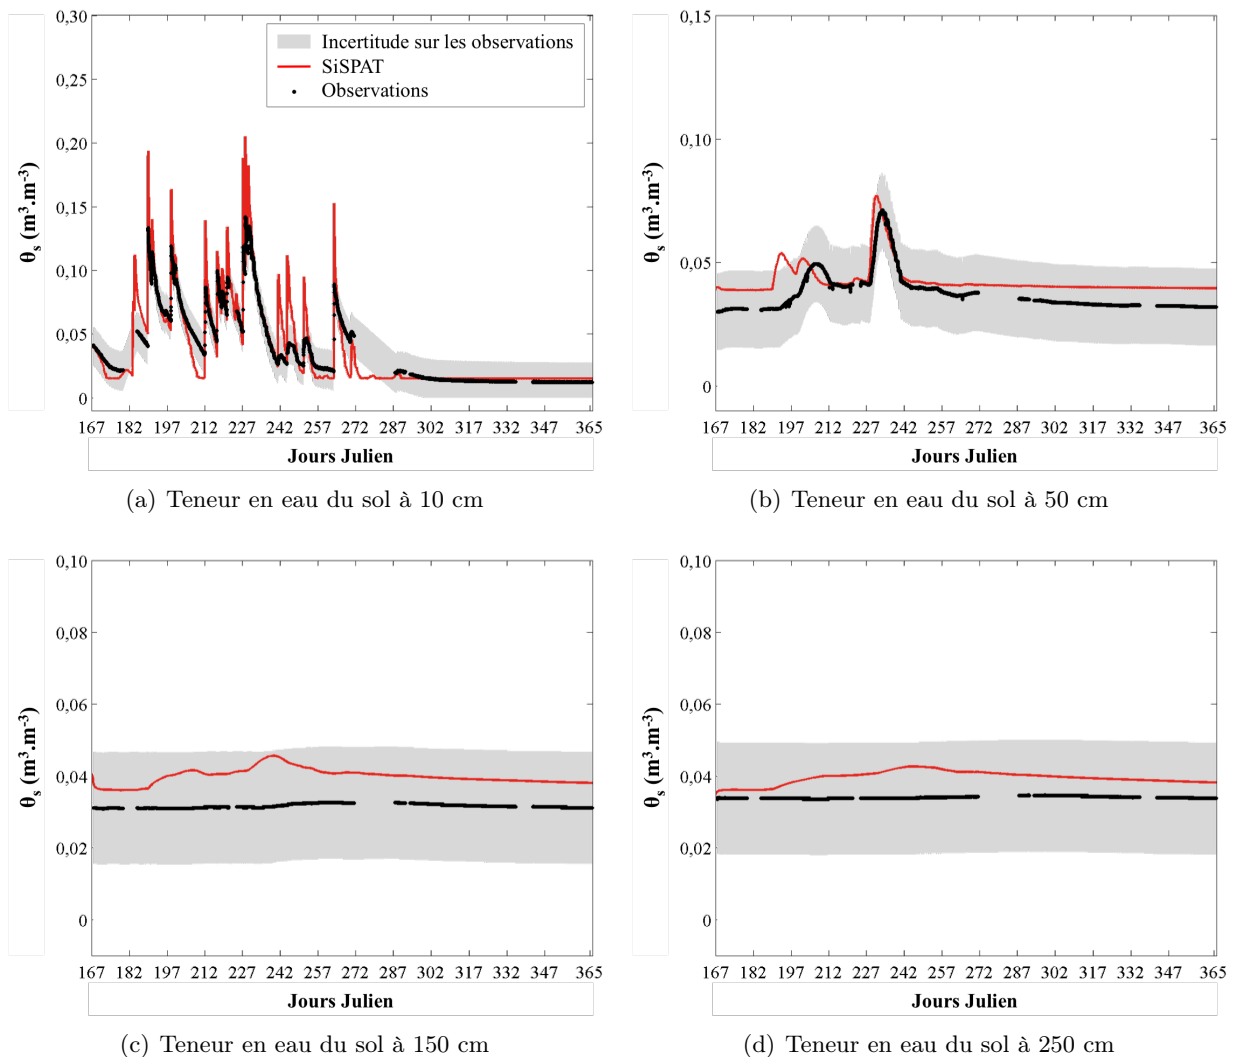 0,30
0,25
0,20
0,15
0,10
0,05
0
θs (m³.m⁻³)
Incertitude sur les observations
SiSPAT
Observations
167 182 197 212 227 242 257 272 287 302 317 332 347 365
Jours Julien
(a) Teneur en eau du sol à 10 cm
0,15
0,10
0,05
0
θs (m³.m⁻³)
167 182 197 212 227 242 257 272 287 302 317 332 347 365
Jours Julien
(b) Teneur en eau du sol à 50 cm
0,10
0,08
0,06
0,04
0,02
0
θs (m³.m⁻³)
167 182 197 212 227 242 257 272 287 302 317 332 347 365
Jours Julien
(c) Teneur en eau du sol à 150 cm
0,10
0,08
0,06
0,04
0,02
0
θs (m³.m⁻³)
167 182 197 212 227 242 257 272 287 302 317 332 347 365
Jours Julien
(d) Teneur en eau du sol à 250 cm